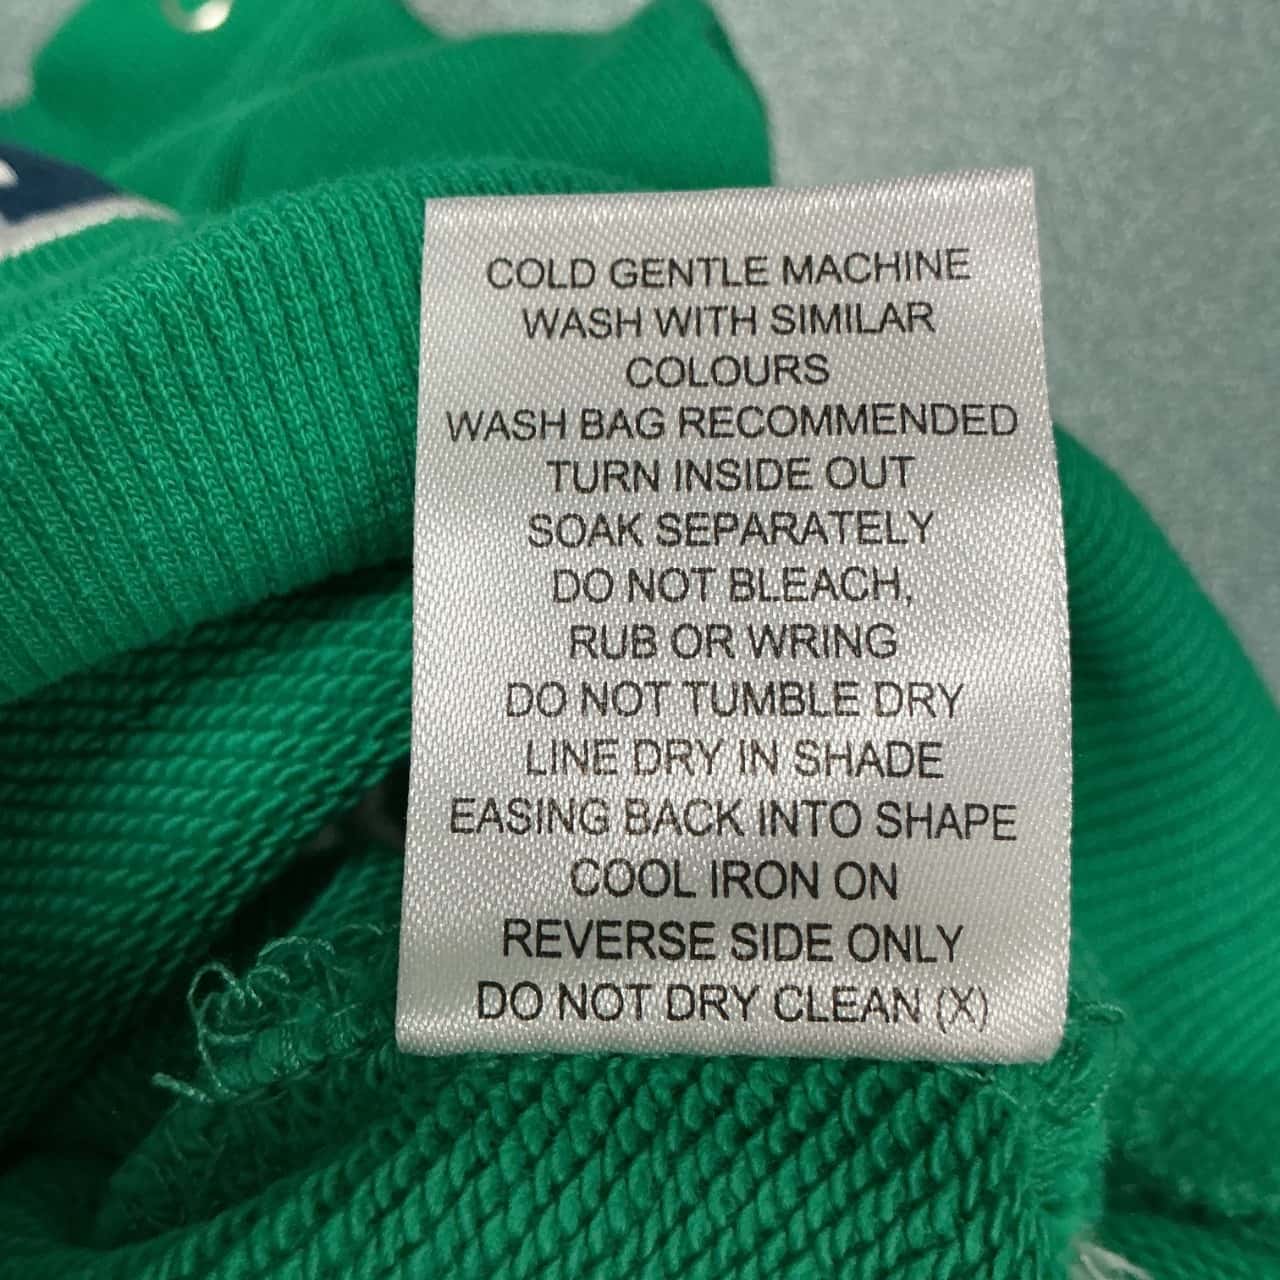 COLD GENTLE MACHINE
WASH WITH SIMILAR
COLOURS
WASH BAG RECOMMENDED
TURN INSIDE OUT
SOAK SEPARATELY
DO NOT BLEACH,
RUB OR WRING
DO NOT TUMBLE DRY
LINE DRY IN SHADE
EASING BACK INTO SHAPE
COOL IRON ON
REVERSE SIDE ONLY
DO NOT DRY CLEAN (X)